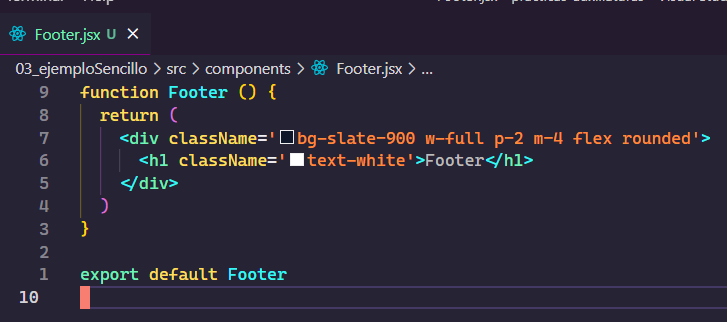 Footer.jsx U ×
03_ejemploSencillo > src > components > Footer.jsx > ...
9 function Footer () {
8 return (
7 <div className='bg-slate-900 w-full p-2 m-4 flex rounded'>
6 <h1 className='text-white'>Footer</h1>
5 </div>
4 )
3 }
2
1 export default Footer
10